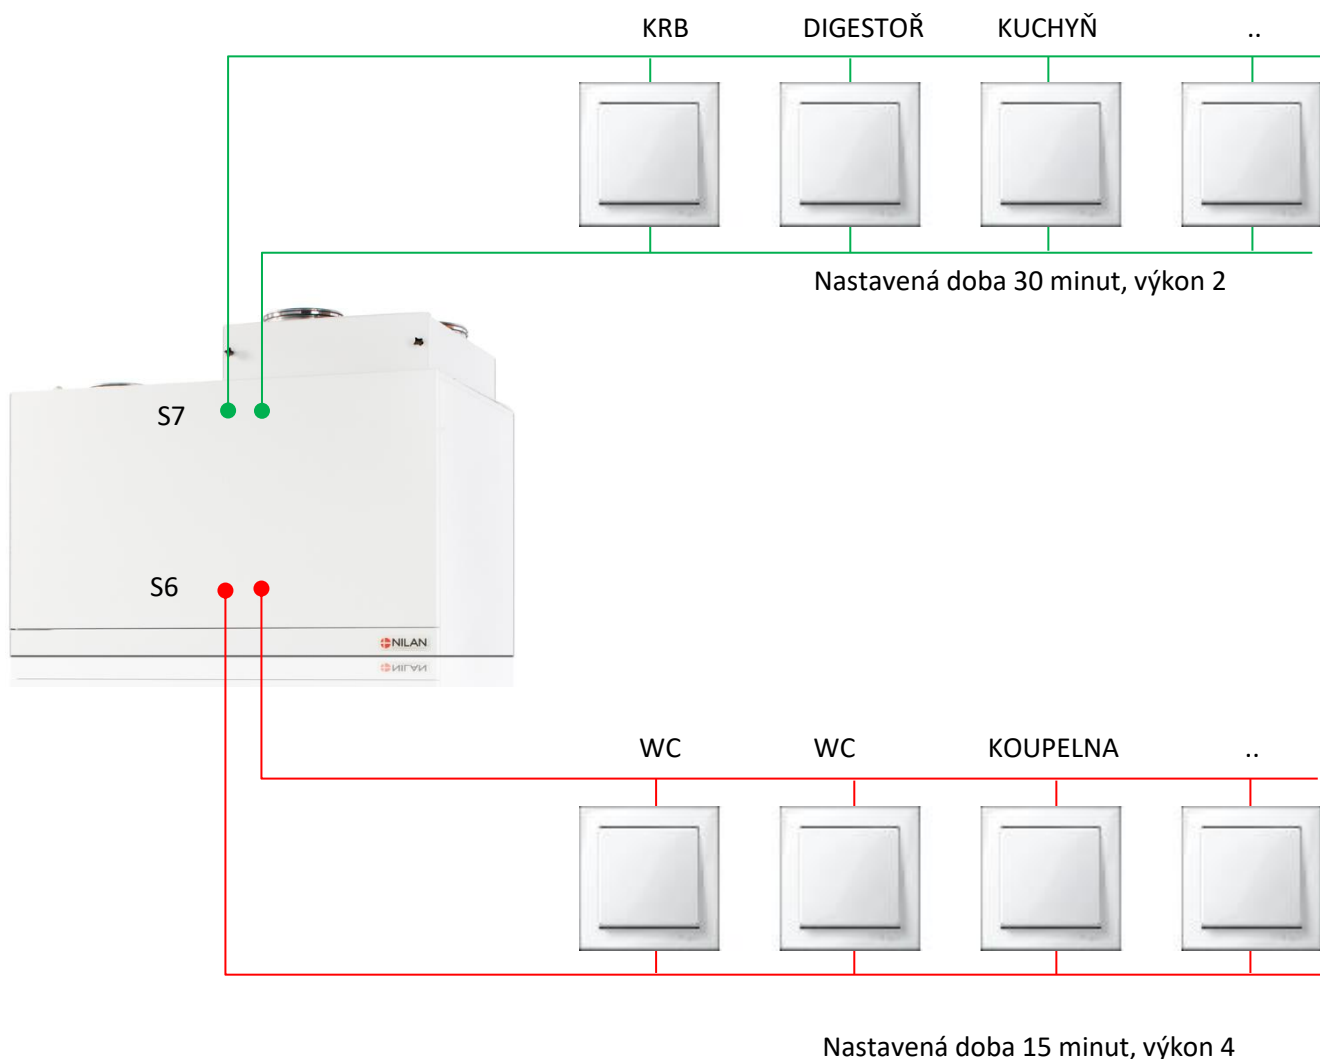 KRB DIGESTOŘ KUCHYŇ ..
Nastavená doba 30 minut, výkon 2
S7
S6
NILAN
WC WC KOUPELNA ..
Nastavená doba 15 minut, výkon 4